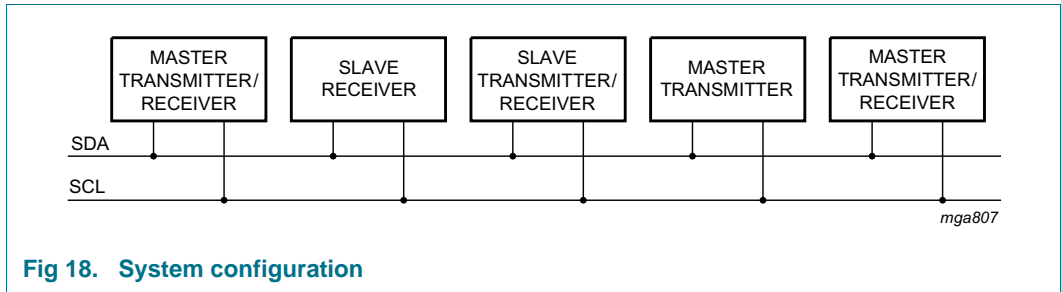 MASTER
TRANSMITTER/
RECEIVER
SLAVE
RECEIVER
SLAVE
TRANSMITTER/
RECEIVER
MASTER
TRANSMITTER
MASTER
TRANSMITTER/
RECEIVER
SDA
SCL
mga807
Fig 18. System configuration